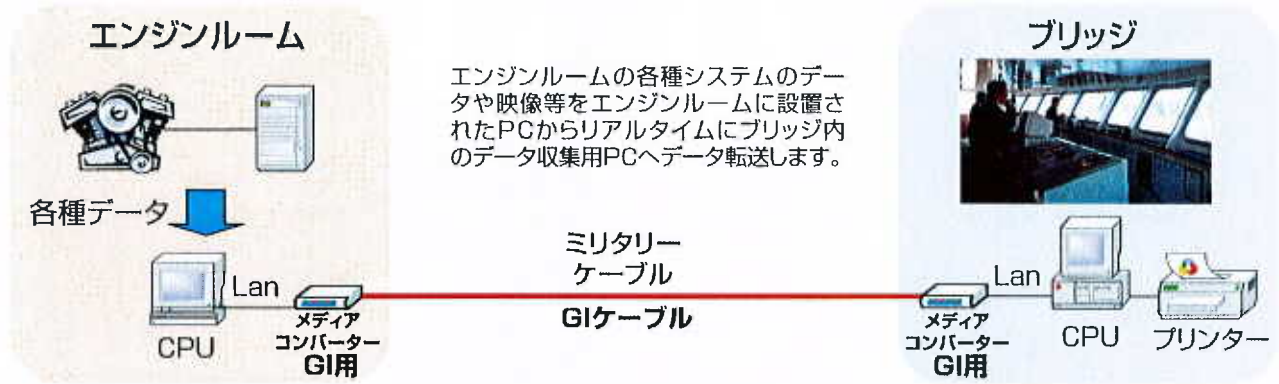 エンジンルーム
各種データ
Lan
CPU
メディア
コンバーター
GI用
エンジンルームの各種システムのデー
タや映像等をエンジンルームに設置さ
れたPCからリアルタイムにブリッジ内
のデータ収集用PCへデータ転送します。
ミリタリー
ケーブル
GIケーブル
ブリッジ
Lan
メディア
コンバーター
GI用
CPU
プリンター